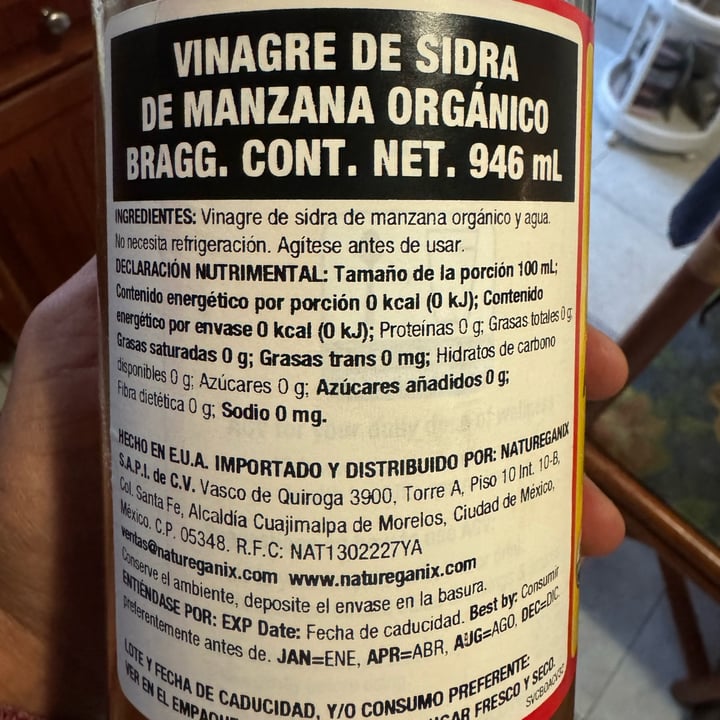 VINAGRE DE SIDRA
DE MANZANA ORGÁNICO
BRAGG. CONT. NET. 946 mL
INGREDIENTES: Vinagre de sidra de manzana orgánico y agua.
No necesita refrigeración. Agítese antes de usar.
DECLARACIÓN NUTRIMENTAL: Tamaño de la porción 100 mL;
Contenido energético por porción 0 kcal (0 kJ); Contenido
energético por envase 0 kcal (0 kJ); Proteínas 0 g; Grasas totales 0 g;
Grasas saturadas 0 g; Grasas trans 0 mg; Hidratos de carbono
disponibles 0 g; Azúcares 0 g; Azúcares añadidos 0 g;
Fibra dietética 0 g; Sodio 0 mg.
HECHO EN E.U.A. IMPORTADO Y DISTRIBUIDO POR: NATUREGANIX
S.A.P.I. de C.V. Vasco de Quiroga 3900, Torre A, Piso 10 Int. 10-B,
Col. Santa Fe, Alcaldía Cuajimalpa de Morelos, Ciudad de México,
México. C.P. 05348. R.F.C: NAT1302227YA
ventas@natureganix.com www.natureganix.com
Conserve el ambiente, deposite el envase en la basura.
ENTIÉNDASE POR: EXP Date: Fecha de caducidad. Best by: Consumir
preferentemente antes de. JAN=ENE, APR=ABR, AUG=AGO, DEC=DIC.
LOTE Y FECHA DE CADUCIDAD, Y/O CONSUMO PREFERENTE:
VER EN EL EMPAQUE FRESCO Y SECO.